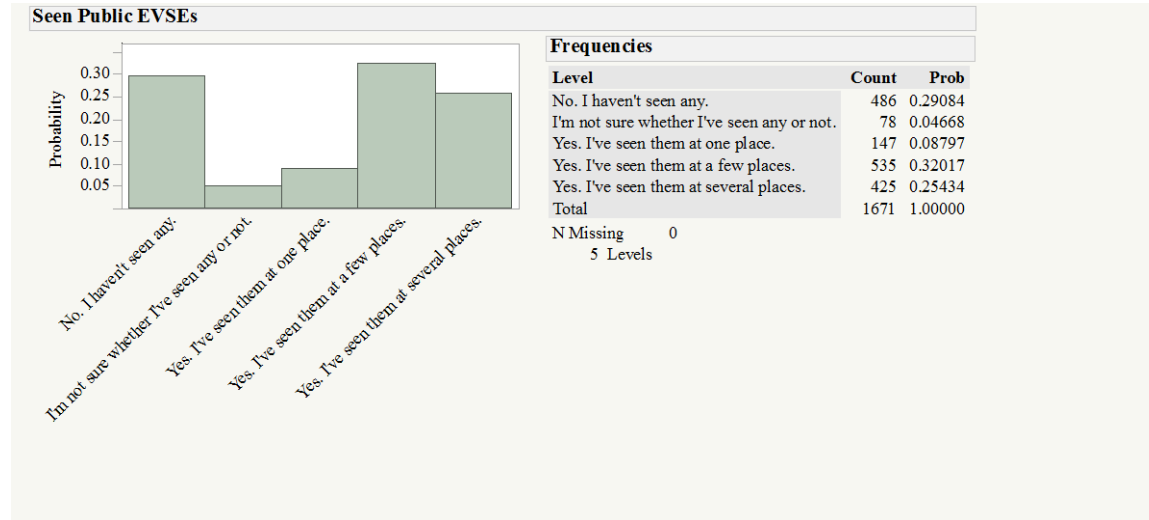 Seen Public EVSEs
Probability
0.30
0.25
0.20
0.15
0.10
0.05
No. I haven't seen any.
I'm not sure whether I've seen any or not.
Yes. I've seen them at one place.
Yes. I've seen them at a few places.
Yes. I've seen them at several places.
Frequencies
Level Count Prob
No. I haven't seen any. 486 0.29084
I'm not sure whether I've seen any or not. 78 0.04668
Yes. I've seen them at one place. 147 0.08797
Yes. I've seen them at a few places. 535 0.32017
Yes. I've seen them at several places. 425 0.25434
Total 1671 1.00000
N Missing 0
5 Levels